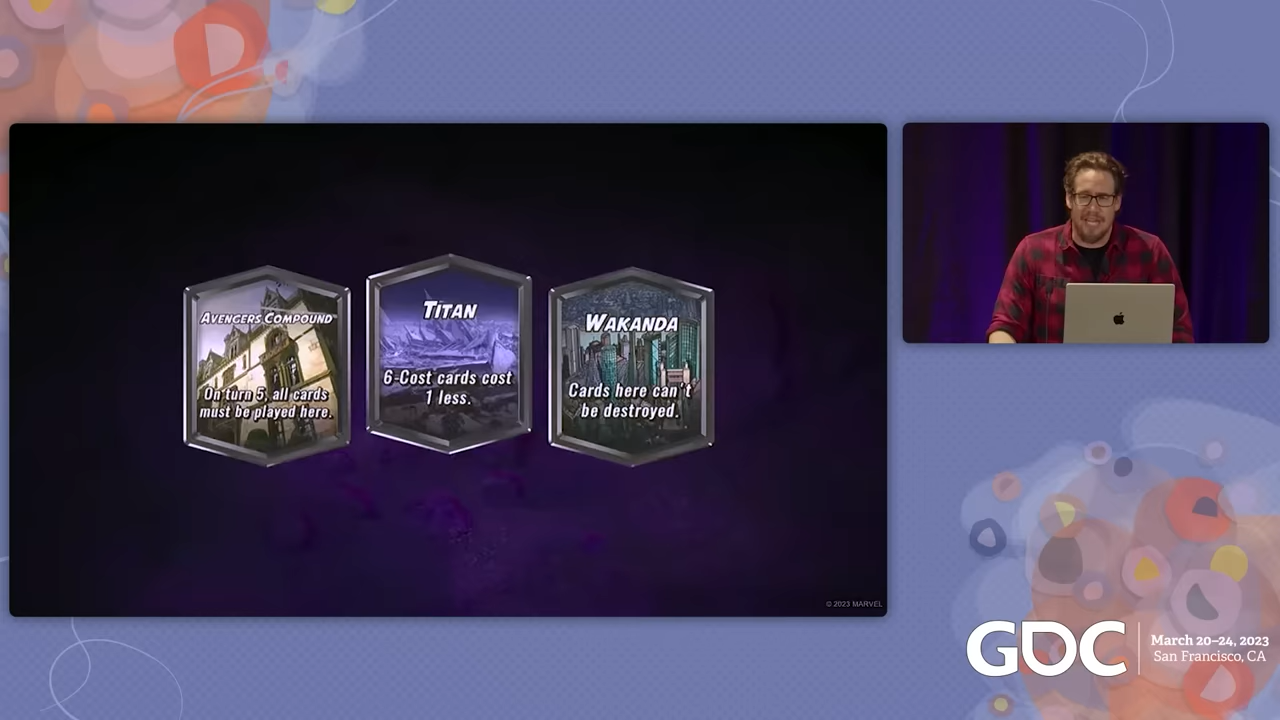 AVENGERS COMPOUND
On turn 5, all cards
must be played here.
TITAN
6-Cost cards cost
1 less.
WAKANDA
Cards here can't
be destroyed.
© 2023 MARVEL
GDC
March 20–24, 2023
San Francisco, CA